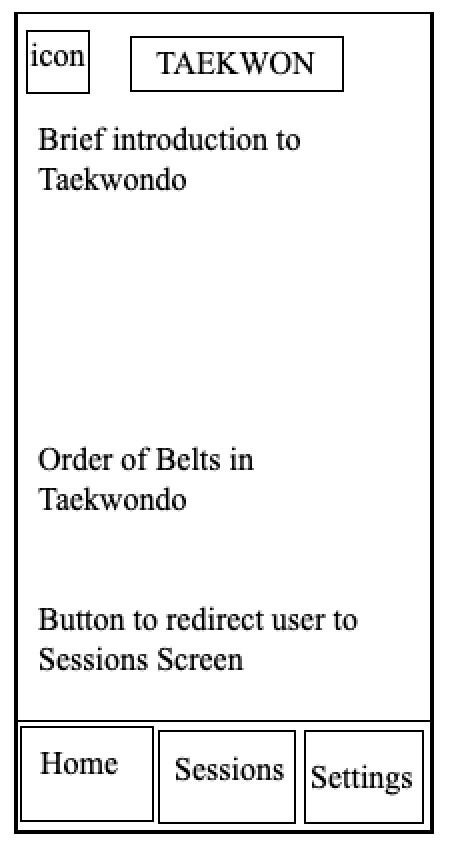 icon
TAEKWON
Brief introduction to
Taekwondo
Order of Belts in
Taekwondo
Button to redirect user to
Sessions Screen
Home
Sessions
Settings